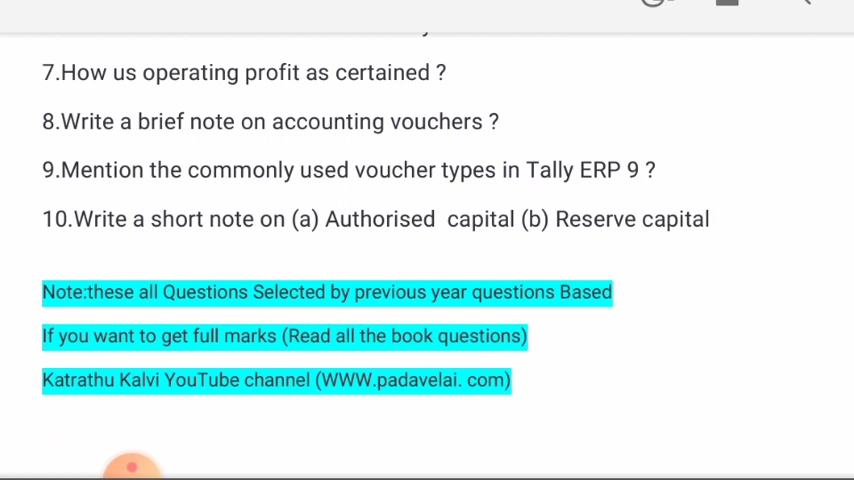 7.How us operating profit as certained ?
8.Write a brief note on accounting vouchers ?
9.Mention the commonly used voucher types in Tally ERP 9 ?
10.Write a short note on (a) Authorised capital (b) Reserve capital
Note:these all Questions Selected by previous year questions Based
If you want to get full marks (Read all the book questions)
Katrathu Kalvi YouTube channel (WWW.padavelai. com)